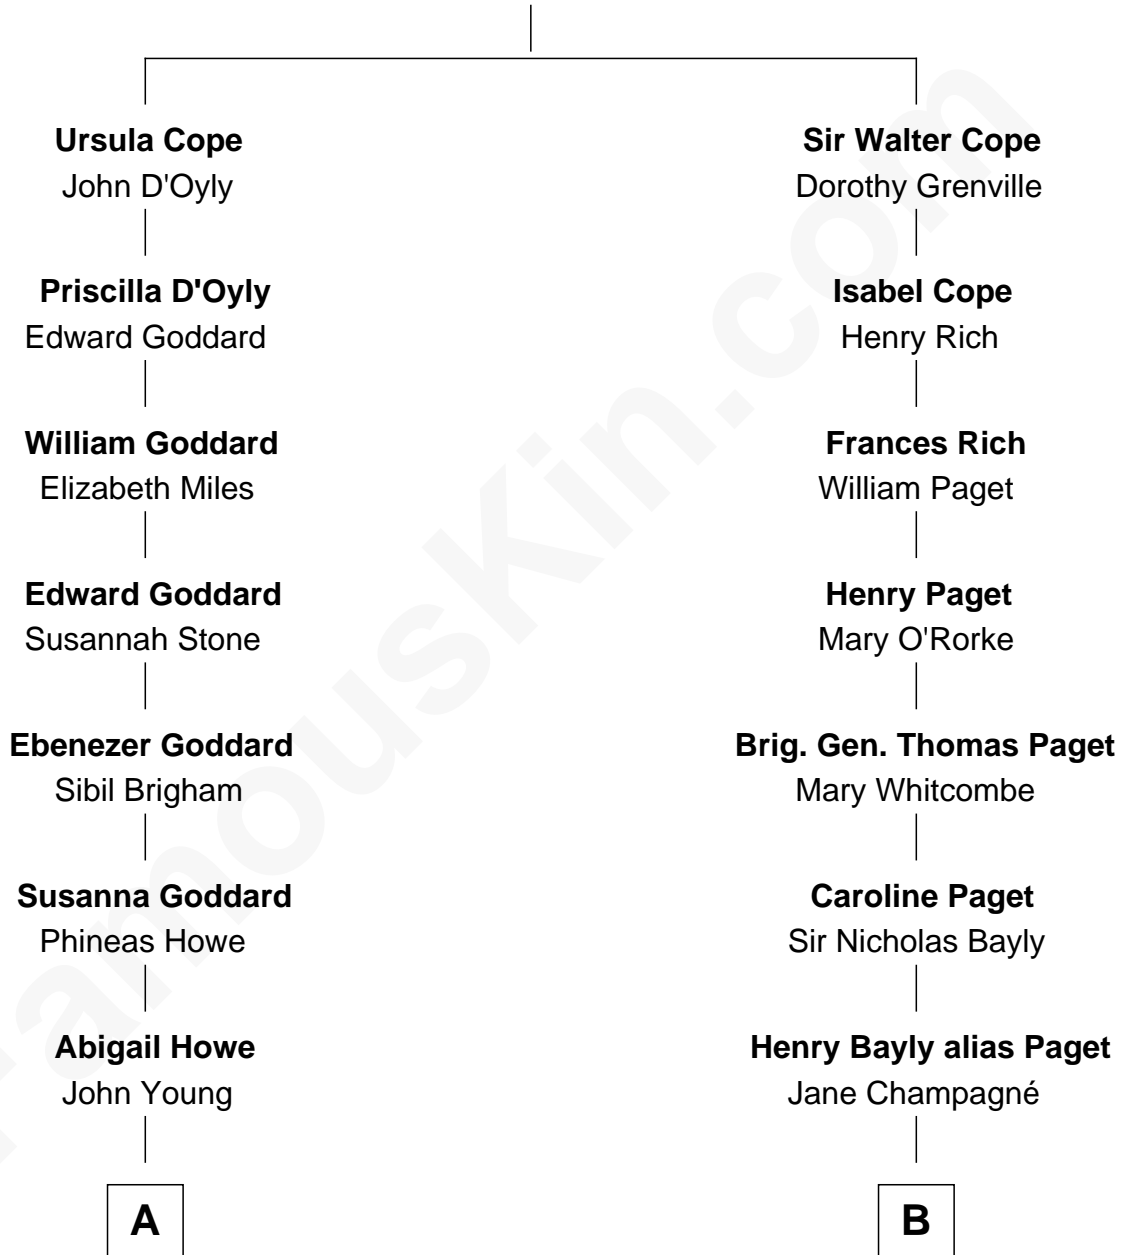 Ursula Cope
John D'Oyly
Priscilla D'Oyly
Edward Goddard
William Goddard
Elizabeth Miles
Edward Goddard
Susannah Stone
Ebenezer Goddard
Sibil Brigham
Susanna Goddard
Phineas Howe
Abigail Howe
John Young
A
Sir Walter Cope
Dorothy Grenville
Isabel Cope
Henry Rich
Frances Rich
William Paget
Henry Paget
Mary O'Rorke
Brig. Gen. Thomas Paget
Mary Whitcombe
Caroline Paget
Sir Nicholas Bayly
Henry Bayly alias Paget
Jane Champagné
B
FamousKin.com